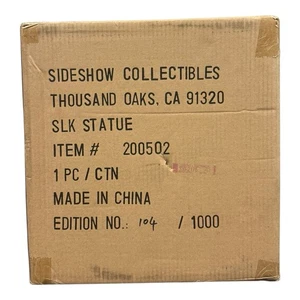 SIDESHOW COLLECTIBLES
THOUSAND OAKS, CA 91320
SLK STATUE
ITEM # 200502
1 PC / CTN
MADE IN CHINA
EDITION NO.: 104 / 1000